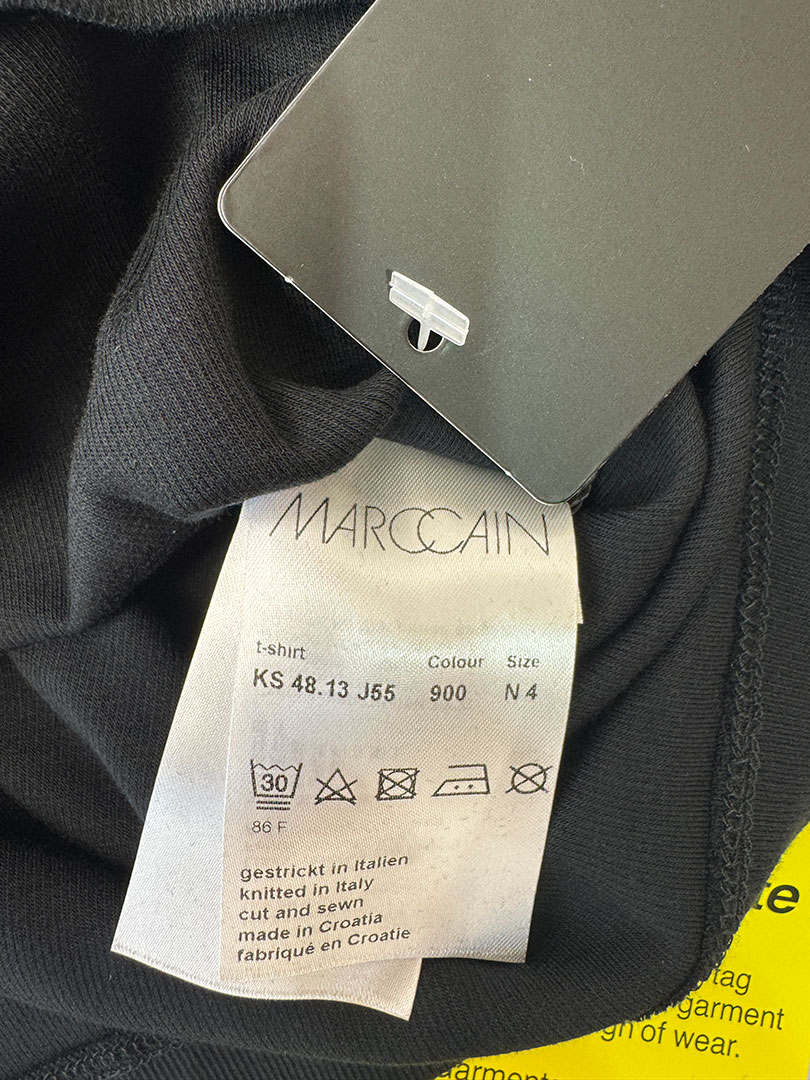 MARCCAIN
t-shirt Colour Size
KS 48.13 J55 900 N 4
30
86 F
gestrickt in Italien
knitted in Italy
cut and sewn
made in Croatia
fabriqué en Croatie
tag
garment
of wear.